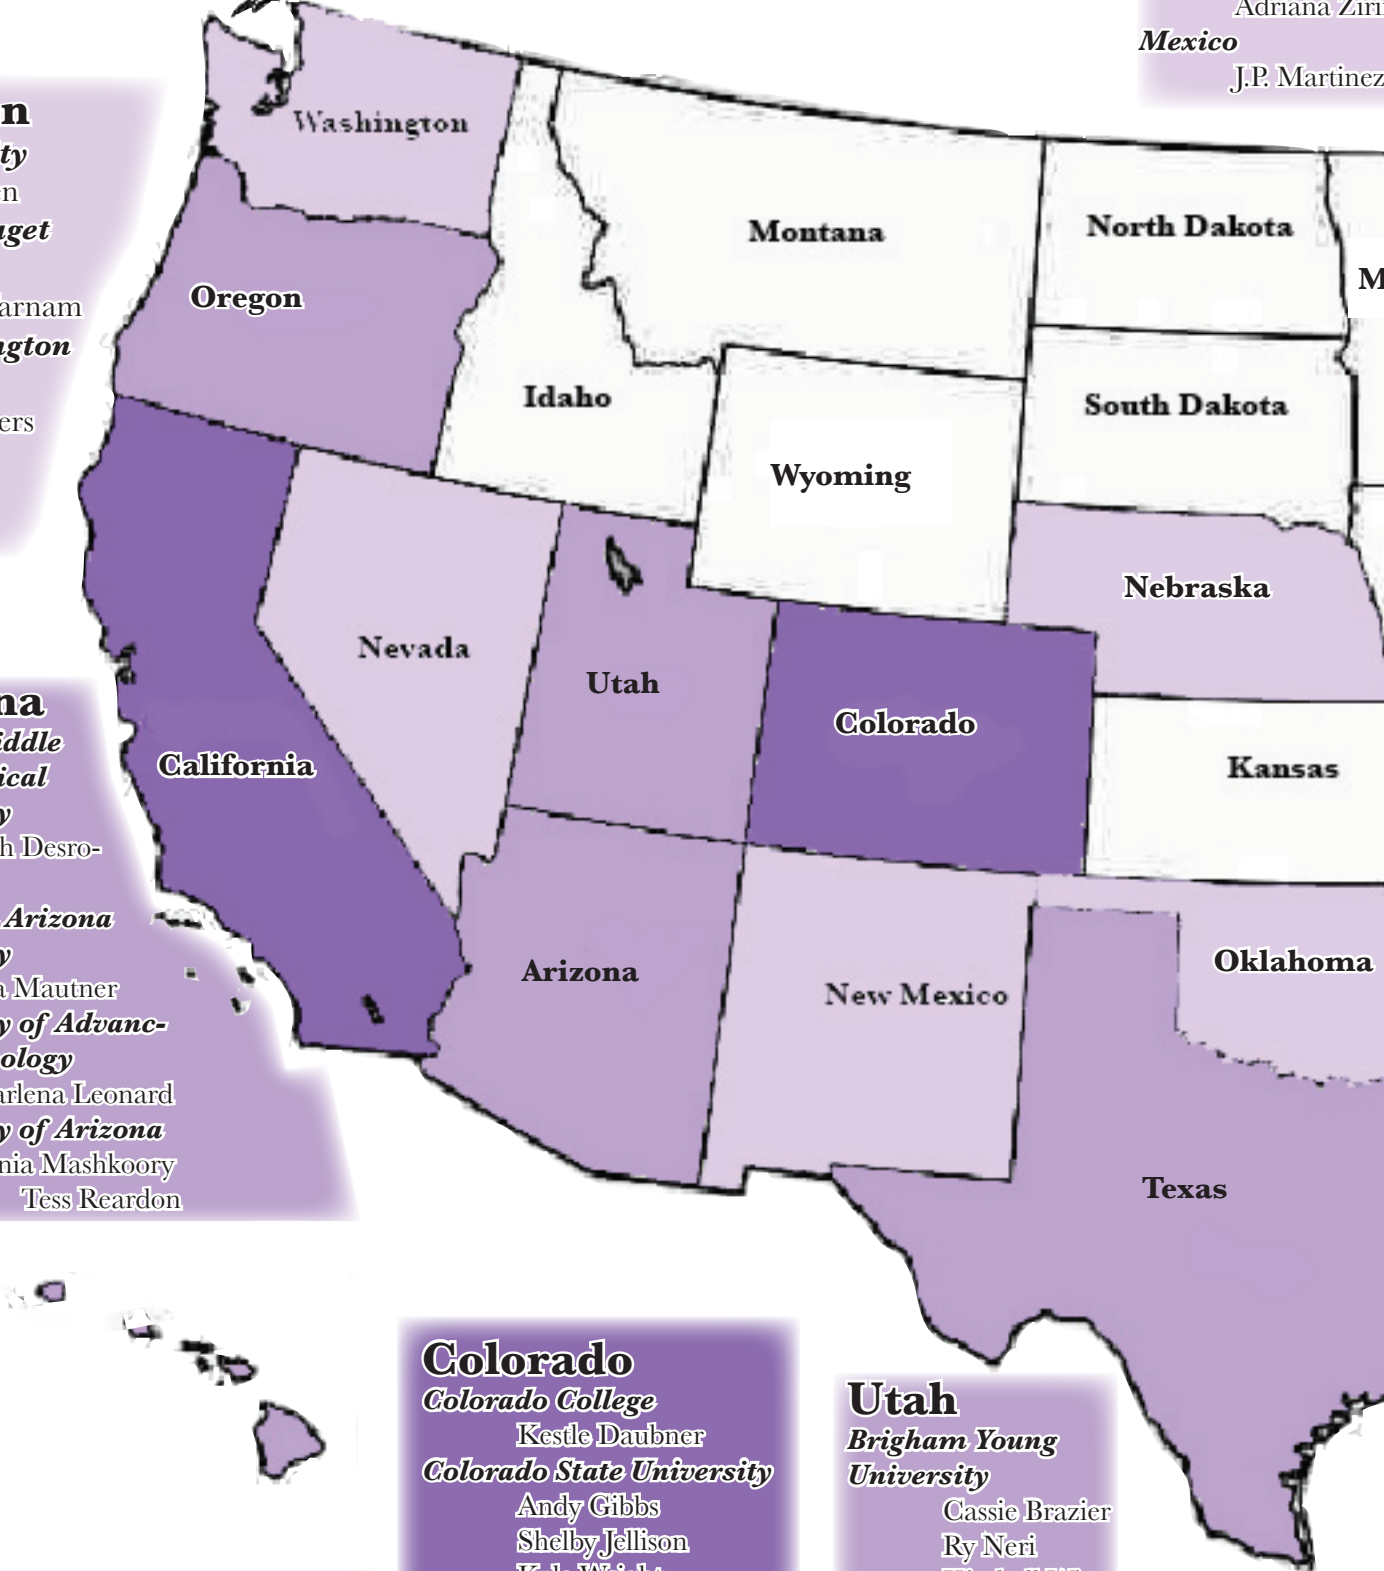 Adriana
Mexico
J.P. Martinez
n
ty
en
uget
arnam
ngton
ers
Washington
Montana
North Dakota
M
Oregon
Idaho
South Dakota
Wyoming
Nebraska
Nevada
Utah
Colorado
California
Kansas
na
iddle
ical
y
h Desro-
Arizona
y
a Mautner
y of Advanc-
ology
arlena Leonard
y of Arizona
nia Mashkoory
Tess Reardon
Arizona
New Mexico
Oklahoma
Texas
Colorado
Colorado College
Kestle Daubner
Colorado State University
Andy Gibbs
Shelby Jellison
Utah
Brigham Young
University
Cassie Brazier
Ry Neri